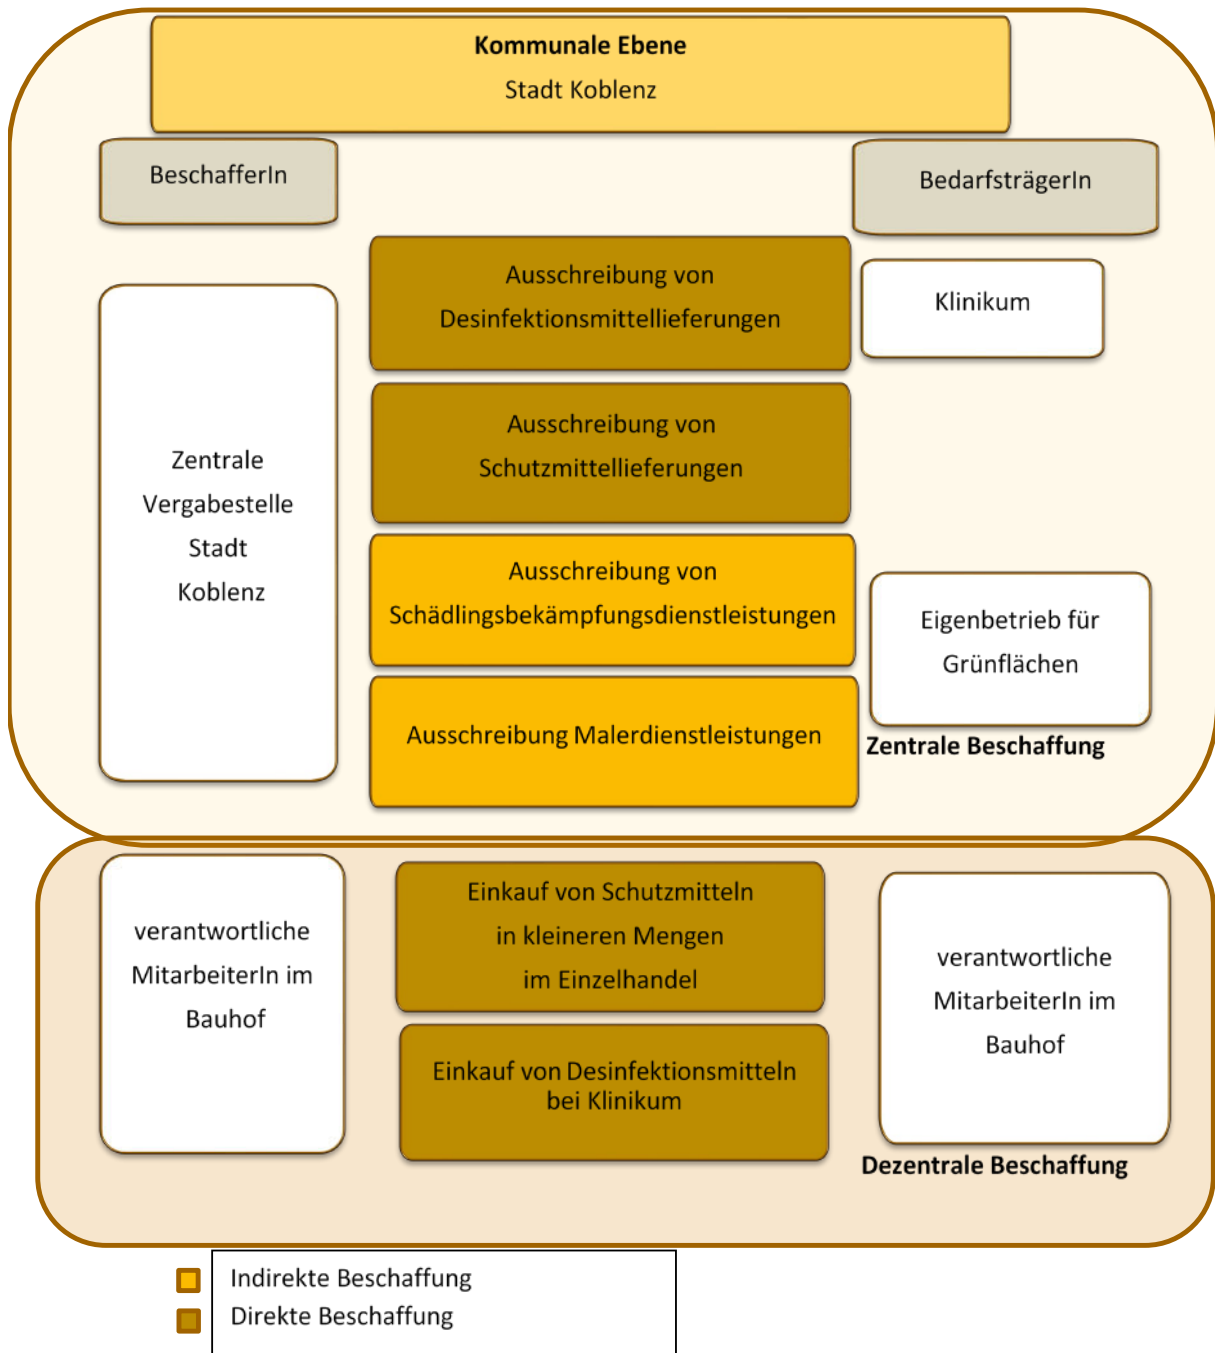 Kommunale Ebene
Stadt Koblenz
BeschafferIn
BedarfsträgerIn
Ausschreibung von
Desinfektionsmittellieferungen
Klinikum
Ausschreibung von
Schutzmittellieferungen
Zentrale
Vergabestelle
Stadt
Koblenz
Ausschreibung von
Schädlingsbekämpfungsdienstleistungen
Eigenbetrieb für
Grünflächen
Ausschreibung Malerdienstleistungen
Zentrale Beschaffung
verantwortliche
MitarbeiterIn im
Bauhof
Einkauf von Schutzmitteln
in kleineren Mengen
im Einzelhandel
verantwortliche
MitarbeiterIn im
Bauhof
Einkauf von Desinfektionsmitteln
bei Klinikum
Dezentrale Beschaffung
Indirekte Beschaffung
Direkte Beschaffung